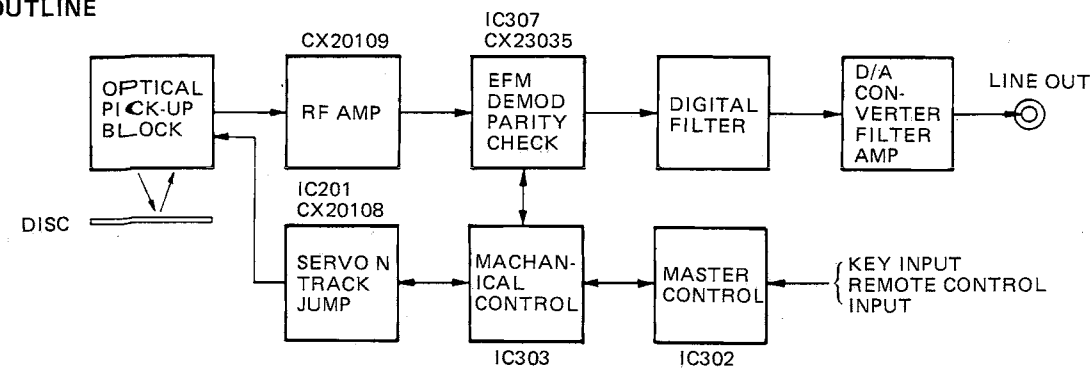 OUTLINE
CX20109
IC307
CX23035
OPTICAL
PICK-UP
BLOCK
RF AMP
EFM
DEMOD
PARITY
CHECK
DIGITAL
FILTER
D/A
CON-
VERTER
FILTER
AMP
LINE OUT
DISC
IC201
CX20108
SERVO N
TRACK
JUMP
MACHAN-
ICAL
CONTROL
IC303
MASTER
CONTROL
IC302
KEY INPUT
REMOTE CONTROL
INPUT